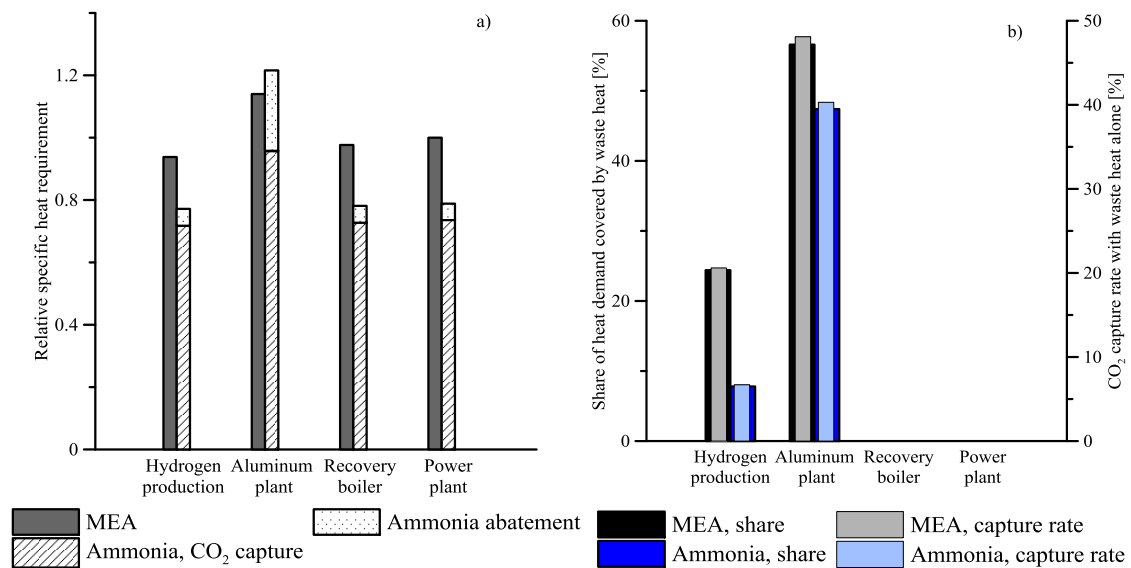 a)
Relative specific heat requirement
1.2
0.8
0.4
0
Hydrogen
production
Aluminum
plant
Recovery
boiler
Power
plant
MEA
Ammonia abatement
Ammonia, CO₂ capture
b)
Share of heat demand covered by waste heat [%]
60
40
20
0
CO₂ capture rate with waste heat alone [%]
50
40
30
20
10
0
Hydrogen
production
Aluminum
plant
Recovery
boiler
Power
plant
MEA, share
MEA, capture rate
Ammonia, share
Ammonia, capture rate